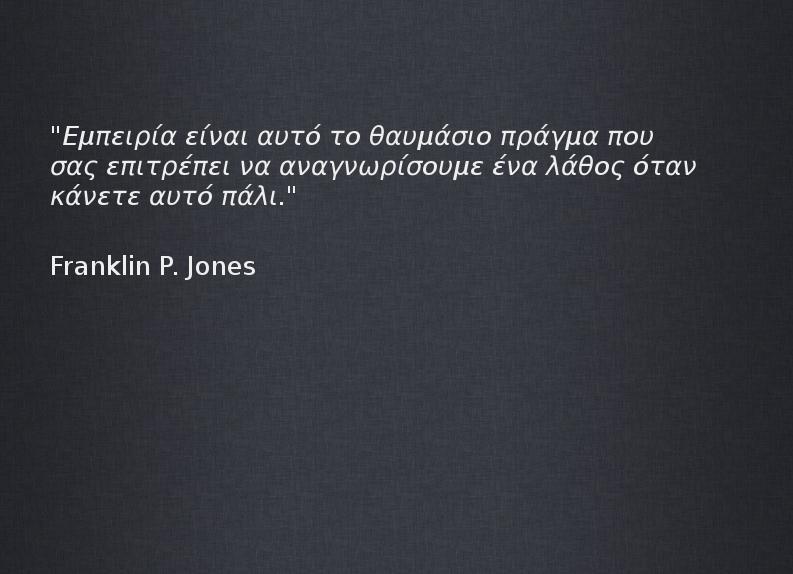 "Εμπειρία είναι αυτό το θαυμάσιο πράγμα που
σας επιτρέπει να αναγνωρίσουμε ένα λάθος όταν
κάνετε αυτό πάλι."
Franklin P. Jones